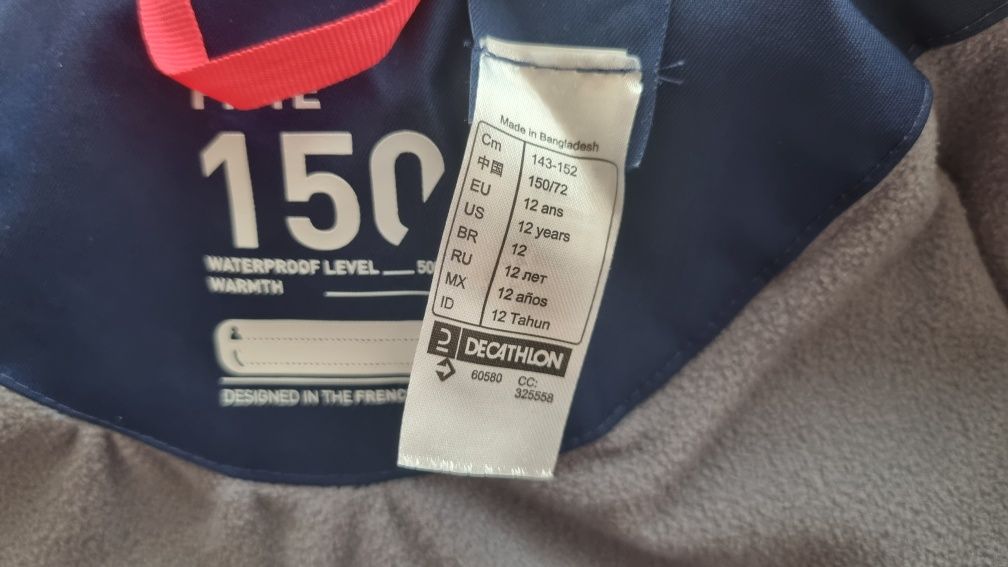 150
WATERPROOF LEVEL
WARMTH
DESIGNED IN THE FRENC
Made in Bangladesh
Cm 143-152
中国 150/72
EU 12 ans
US 12 years
BR 12
RU 12 лет
MX 12 años
ID 12 Tahun
DECATHLON
60580 CC:
325558